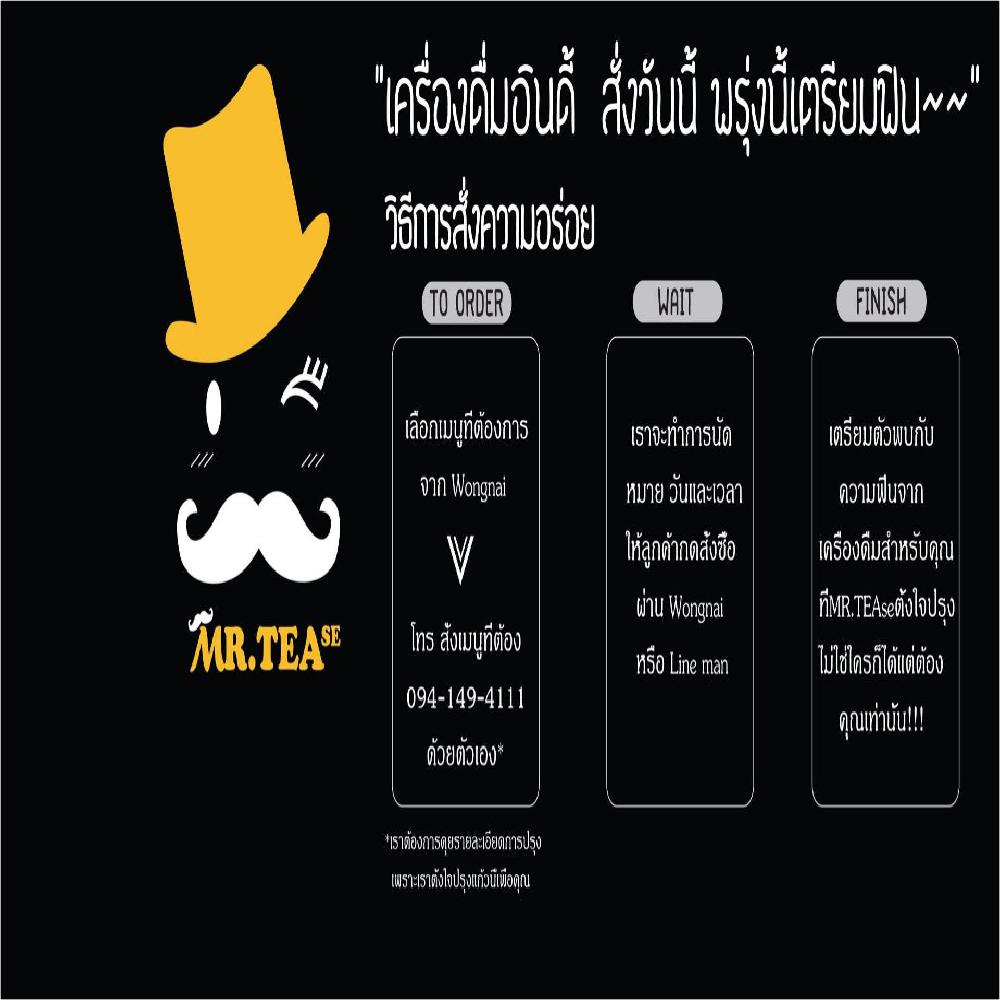 "เครื่องดื่มอินดี้ สั่งวันนี้ พรุ่งนี้เตรียมฟิน~~"
วิธีการสั่งความอร่อย
TO ORDER
เลือกเมนูที่ต้องการ
จาก Wongnai
โทร สั่งเมนูที่ต้อง
094-149-4111
ด้วยตัวเอง*
*เราต้องการคุยรายละเอียดการปรุง
เพราะเราตั้งใจปรุงแก้วนี้เพื่อคุณ
WAIT
เราจะทำการนัด
หมาย วันและเวลา
ให้ลูกค้ากดสั่งซื้อ
ผ่าน Wongnai
หรือ Line man
FINISH
เตรียมตัวพบกับ
ความฟินจาก
เครื่องดื่มสำหรับคุณ
ที่MR.TEAseตั้งใจปรุง
ไม่ใช่ใครก็ได้แต่ต้อง
คุณเท่านั้น!!!
MR.TEASE